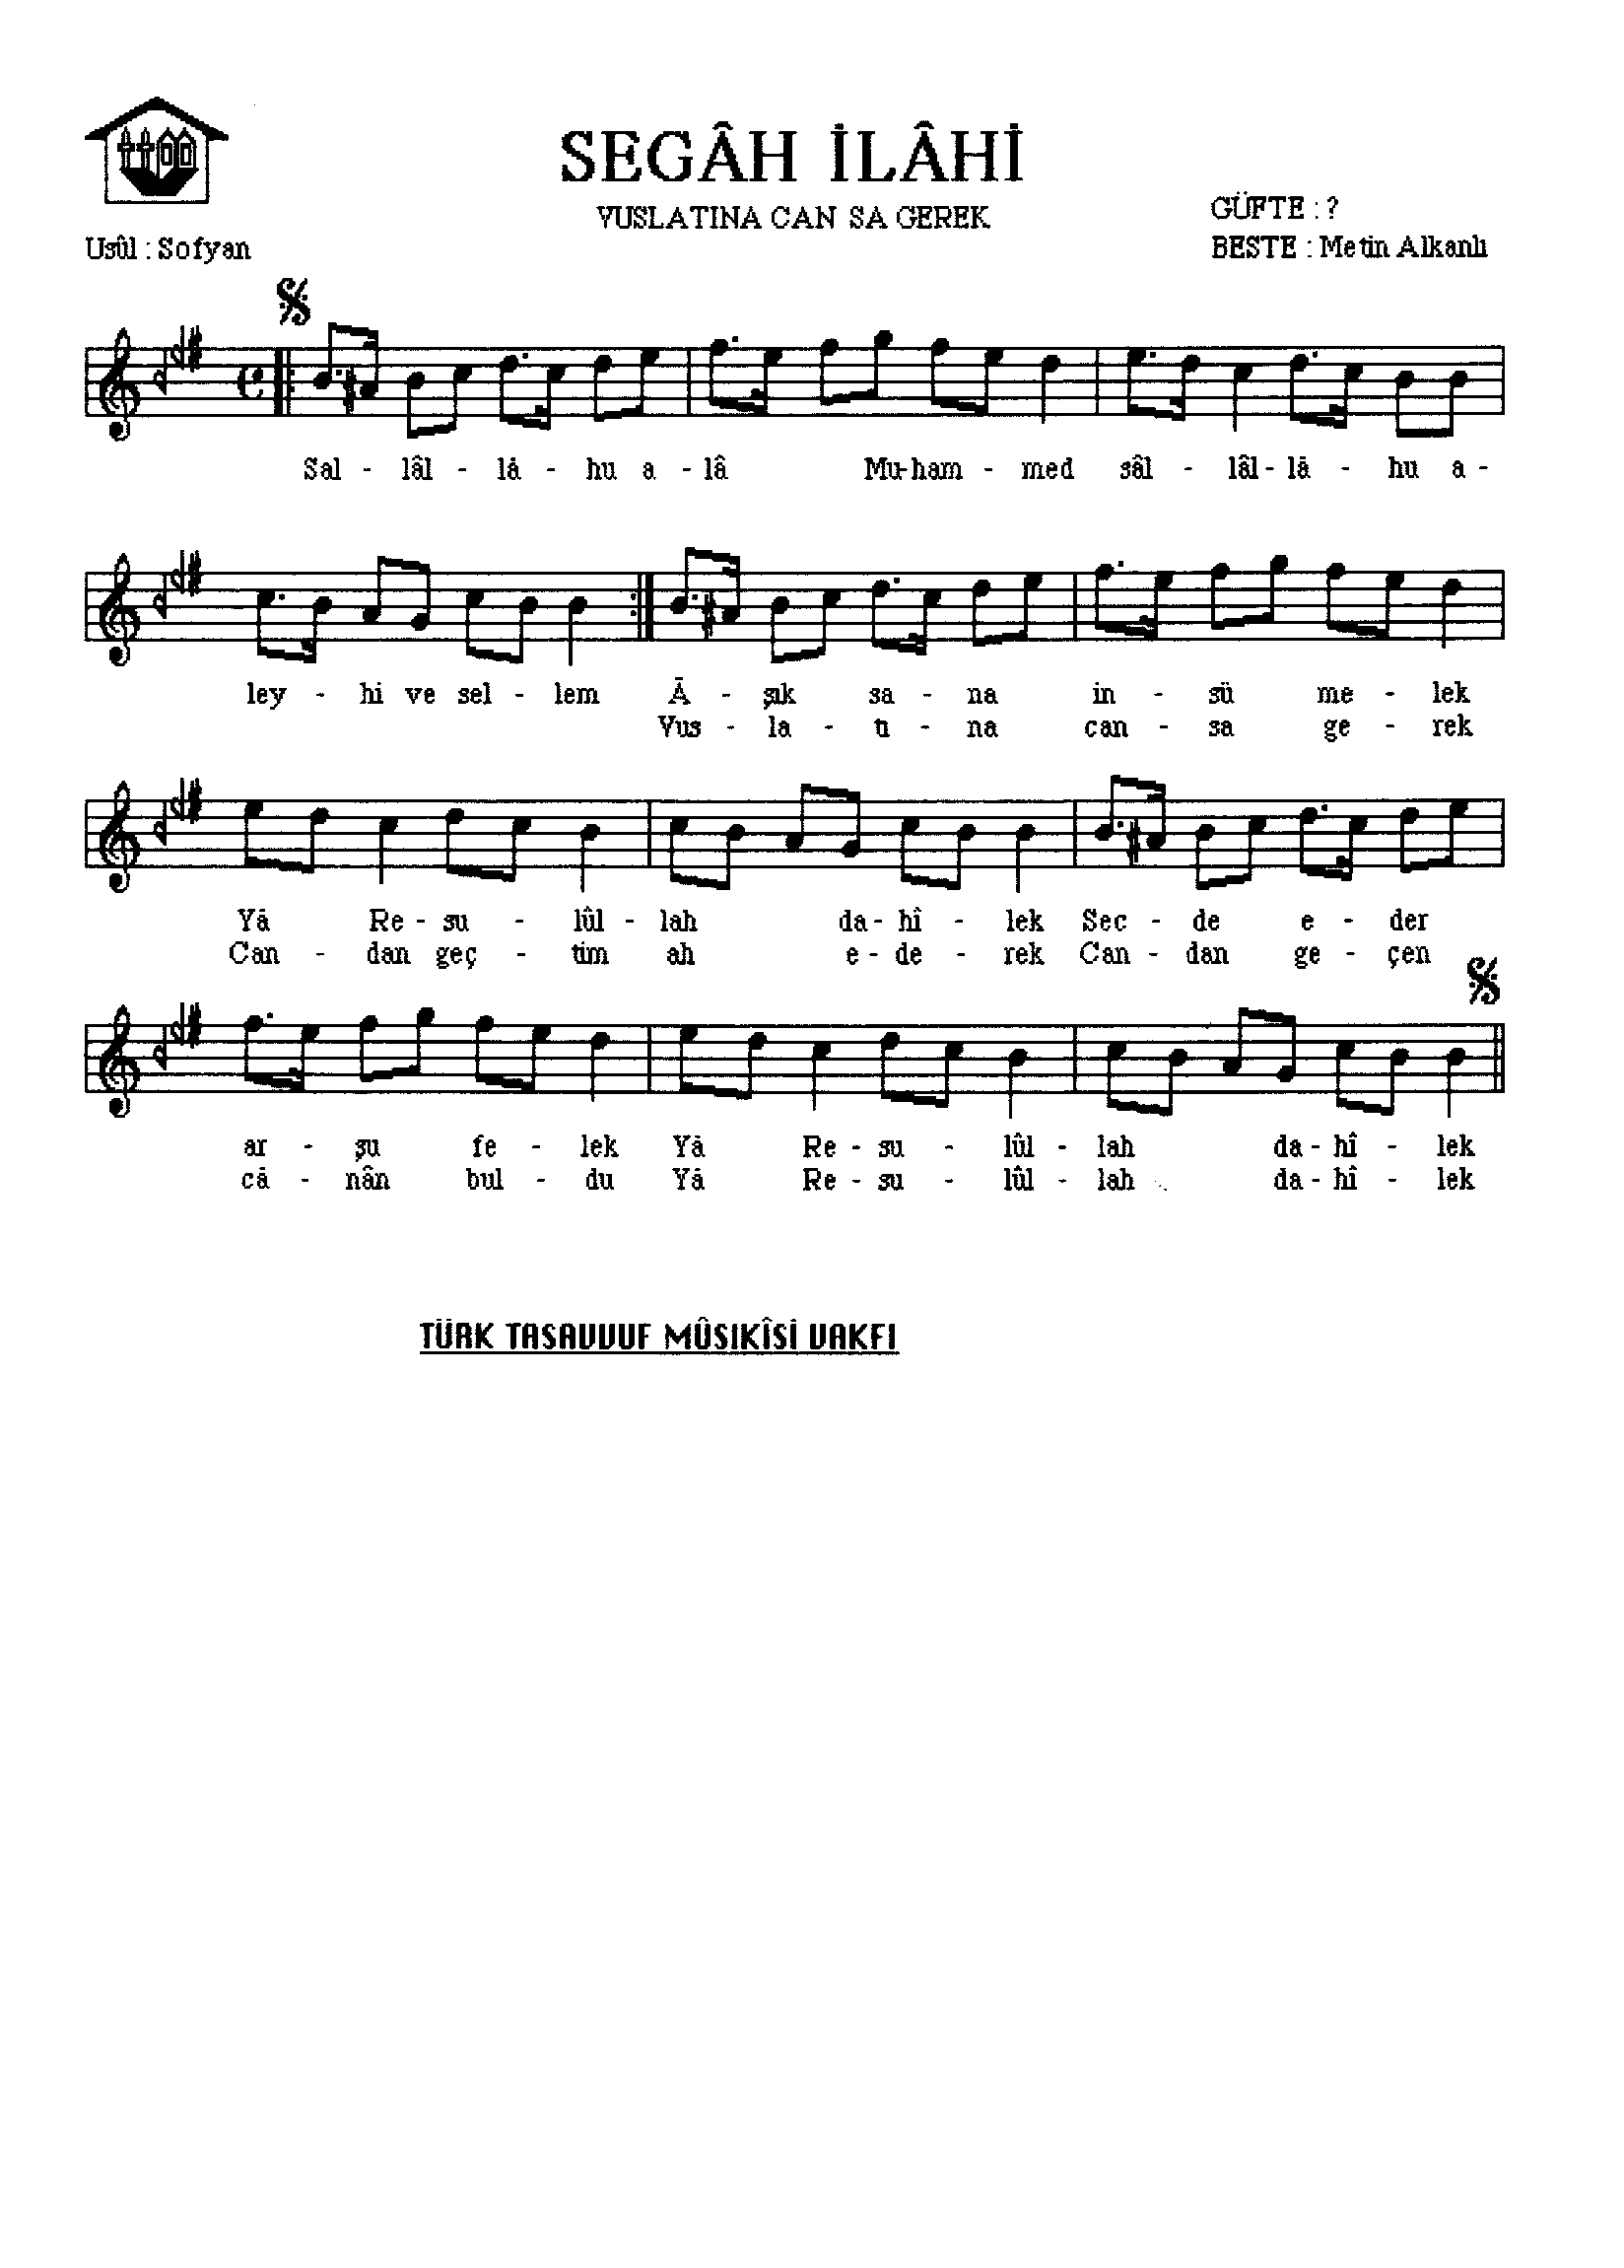 SEGÂH İLÂHİ
VUSLATINA CAN SA GEREK
GÜFTE : ?
Usûl : Sofyan
BESTE : Metin Alkanlı
Sal - lâl - lâ - hu a - lâ Mu-ham - med sâl - lâl - lâ - hu a -
ley - hi ve sel - lem Â - şık sa - na in - sü me - lek
Vus - la - tı - na can - sa ge - rek
Yâ Re - su - lûl - lah da - hî - lek Sec - de e - der
Can - dan geç - tim ah e - de - rek Can - dan ge - çen
ar - şu fe - lek Yâ Re - su - lûl - lah da - hî - lek
câ - nân bul - du Yâ Re - su - lûl - lah da - hî - lek
TÜRK TASAVVUF MÛSIKÎSİ VAKFI